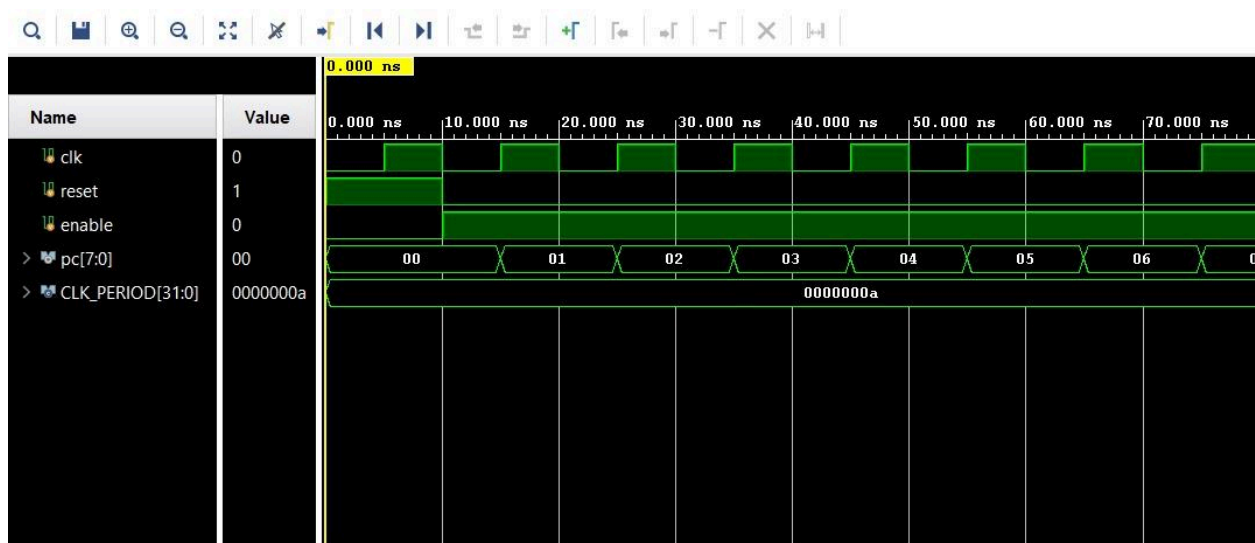 0.000 ns
Name Value 0.000 ns 10.000 ns 20.000 ns 30.000 ns 40.000 ns 50.000 ns 60.000 ns 70.000 ns
clk 0
reset 1
enable 0
> pc[7:0] 00 00 01 02 03 04 05 06
> CLK_PERIOD[31:0] 0000000a 0000000a